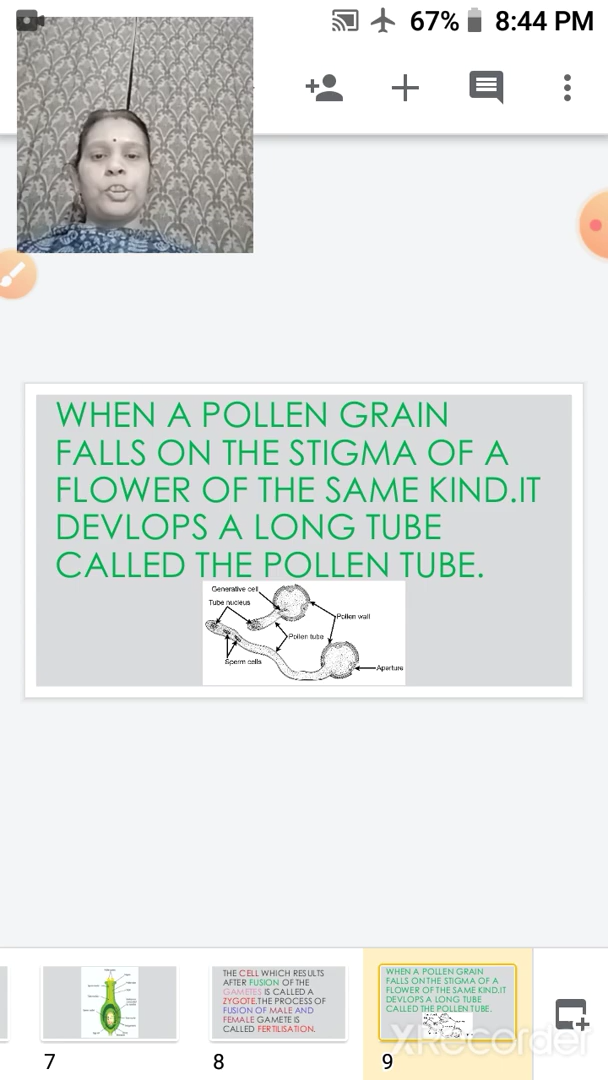 67% 8:44 PM
WHEN A POLLEN GRAIN
FALLS ON THE STIGMA OF A
FLOWER OF THE SAME KIND.IT
DEVLOPS A LONG TUBE
CALLED THE POLLEN TUBE.
Generative cell
Tube nucleus
Pollen wall
Pollen tube
Sperm cells
Aperture
THE CELL WHICH RESULTS
AFTER FUSION OF THE
GAMETES IS CALLED A
ZYGOTE.THE PROCESS OF
FUSION OF MALE AND
FEMALE GAMETE IS
CALLED FERTILISATION.
WHEN A POLLEN GRAIN
FALLS ON THE STIGMA OF A
FLOWER OF THE SAME KIND.IT
DEVLOPS A LONG TUBE
CALLED THE POLLEN TUBE.
7
8
9
XRecorder